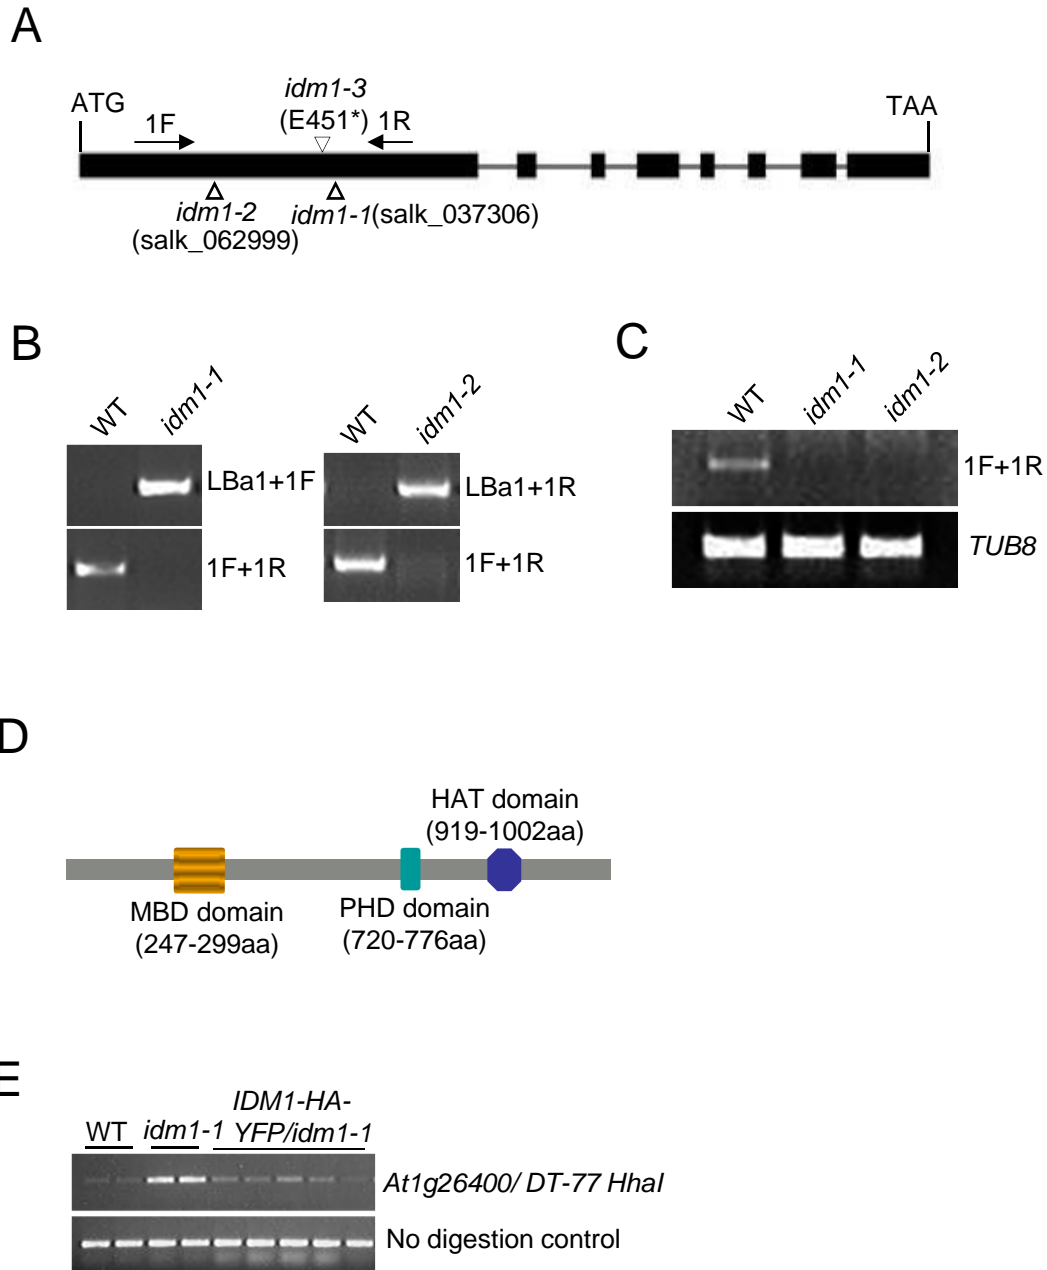 A
ATG
1F
idm1-3
(E451*)
1R
TAA
idm1-2
(salk_062999)
idm1-1(salk_037306)
B
WT
idm1-1
LBa1+1F
1F+1R
WT
idm1-2
LBa1+1R
1F+1R
C
WT
idm1-1
idm1-2
1F+1R
TUB8
D
HAT domain
(919-1002aa)
MBD domain
(247-299aa)
PHD domain
(720-776aa)
E
WT
idm1-1
IDM1-HA-
YFP/idm1-1
At1g26400/ DT-77 HhaI
No digestion control